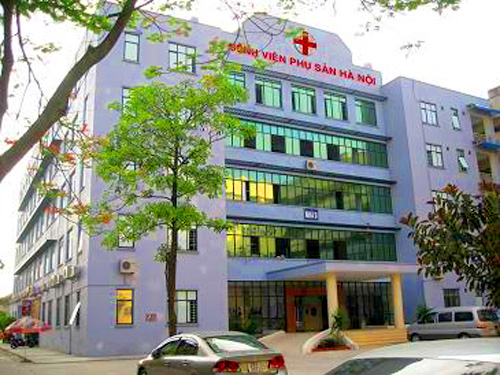 BỆNH VIỆN PHỤ SẢN HÀ NỘI